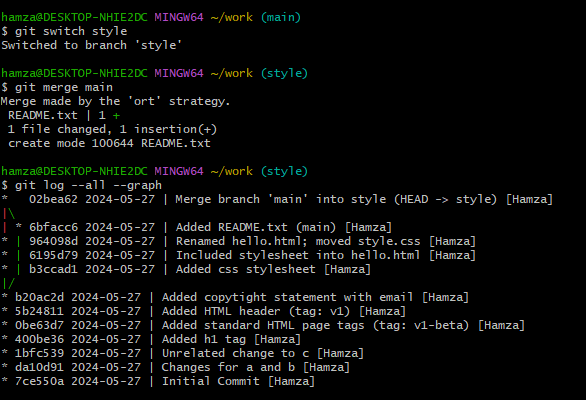 hamza@DESKTOP-NHIE2DC MINGW64 ~/work (main)
$ git switch style
Switched to branch 'style'

hamza@DESKTOP-NHIE2DC MINGW64 ~/work (style)
$ git merge main
Merge made by the 'ort' strategy.
 README.txt | 1 +
 1 file changed, 1 insertion(+)
 create mode 100644 README.txt

hamza@DESKTOP-NHIE2DC MINGW64 ~/work (style)
$ git log --all --graph
*   02bea62 2024-05-27 | Merge branch 'main' into style (HEAD -> style) [Hamza]
|\
| * 6bfacc6 2024-05-27 | Added README.txt (main) [Hamza]
* | 964098d 2024-05-27 | Renamed hello.html; moved style.css [Hamza]
* | 6195d79 2024-05-27 | Included stylesheet into hello.html [Hamza]
* | b3ccad1 2024-05-27 | Added css stylesheet [Hamza]
|/
* b20ac2d 2024-05-27 | Added copytight statement with email [Hamza]
* 5b24811 2024-05-27 | Added HTML header (tag: v1) [Hamza]
* 0be63d7 2024-05-27 | Added standard HTML page tags (tag: v1-beta) [Hamza]
* 400be36 2024-05-27 | Added h1 tag [Hamza]
* 1bfc539 2024-05-27 | Unrelated change to c [Hamza]
* da10d91 2024-05-27 | Changes for a and b [Hamza]
* 7ce550a 2024-05-27 | Initial Commit [Hamza]